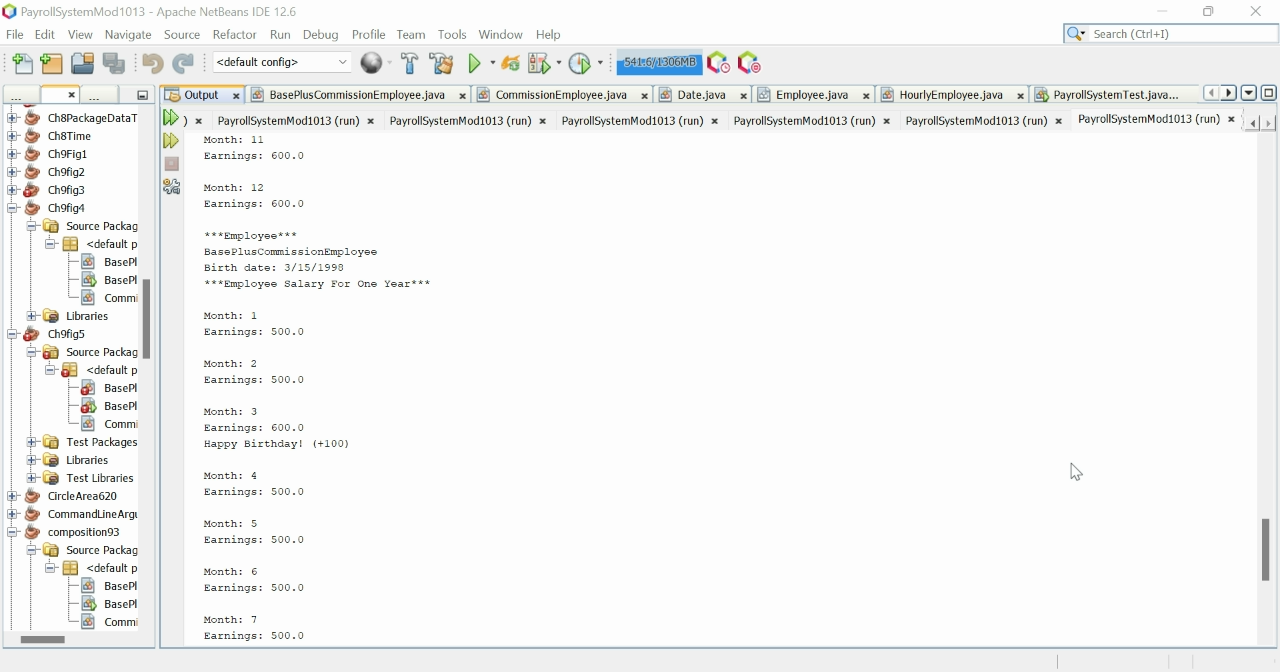 PayrollSystemMod1013 - Apache NetBeans IDE 12.6
File Edit View Navigate Source Refactor Run Debug Profile Team Tools Window Help
Search (Ctrl+I)
<default config>
541.6/1306MB
... ...
Output BasePlusCommissionEmployee.java CommissionEmployee.java Date.java Employee.java HourlyEmployee.java PayrollSystemTest.java...
) PayrollSystemMod1013 (run) PayrollSystemMod1013 (run) PayrollSystemMod1013 (run) PayrollSystemMod1013 (run) PayrollSystemMod1013 (run) PayrollSystemMod1013 (run)
Ch8PackageDataT
Ch8Time
Ch9Fig1
Ch9fig2
Ch9fig3
Ch9fig4
Source Packag
<default p
BasePl
BasePl
Commi
Libraries
Ch9fig5
Source Packag
<default p
BasePl
BasePl
Commi
Test Packages
Libraries
Test Libraries
CircleArea620
CommandLineArgu
composition93
Source Packag
<default p
BasePl
BasePl
Commi
Month: 11
Earnings: 600.0
Month: 12
Earnings: 600.0
***Employee***
BasePlusCommissionEmployee
Birth date: 3/15/1998
***Employee Salary For One Year***
Month: 1
Earnings: 500.0
Month: 2
Earnings: 500.0
Month: 3
Earnings: 600.0
Happy Birthday! (+100)
Month: 4
Earnings: 500.0
Month: 5
Earnings: 500.0
Month: 6
Earnings: 500.0
Month: 7
Earnings: 500.0